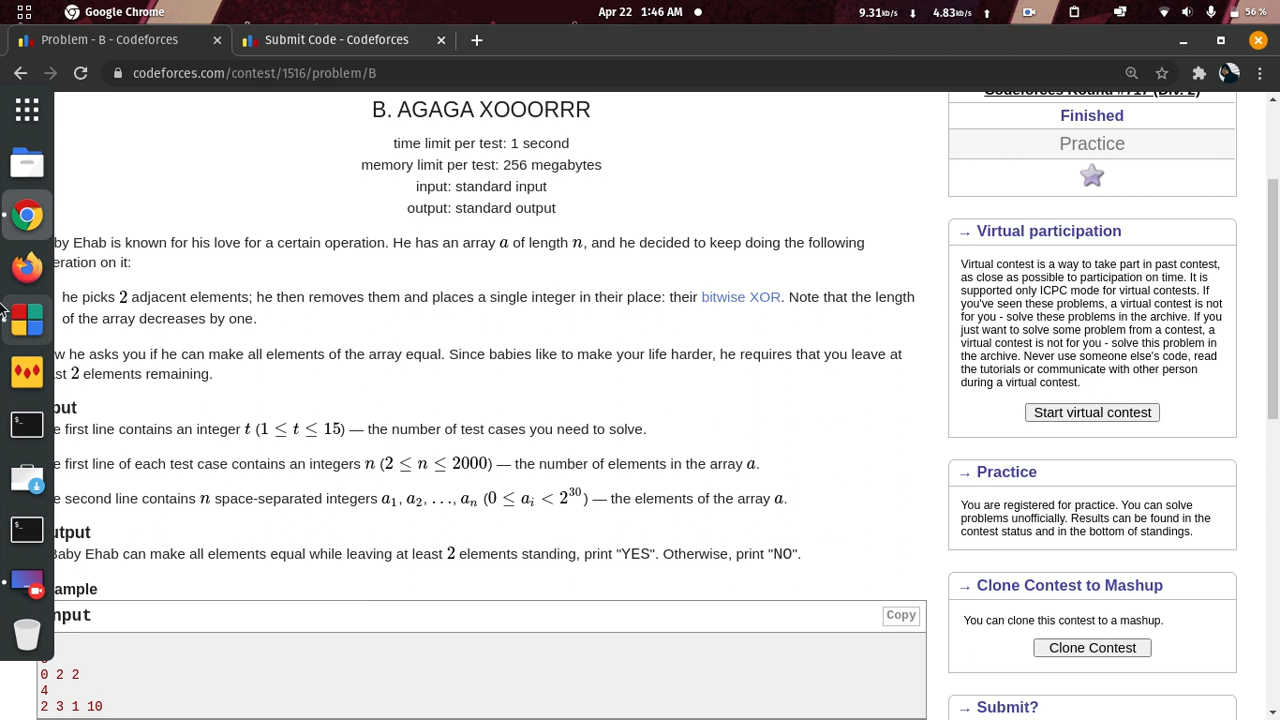 Google Chrome
Apr 22 1:46 AM
9.31kb/s
4.83kb/s
56 %
Problem - B - Codeforces
Submit Code - Codeforces
codeforces.com/contest/1516/problem/B
B. AGAGA XOOORRR
time limit per test: 1 second
memory limit per test: 256 megabytes
input: standard input
output: standard output
by Ehab is known for his love for a certain operation. He has an array a of length n, and he decided to keep doing the following
eration on it:
he picks 2 adjacent elements; he then removes them and places a single integer in their place: their bitwise XOR. Note that the length
of the array decreases by one.
w he asks you if he can make all elements of the array equal. Since babies like to make your life harder, he requires that you leave at
st 2 elements remaining.
put
e first line contains an integer t (1 ≤ t ≤ 15) — the number of test cases you need to solve.
e first line of each test case contains an integers n (2 ≤ n ≤ 2000) — the number of elements in the array a.
e second line contains n space-separated integers a₁, a₂, …, aₙ (0 ≤ aᵢ < 2³⁰) — the elements of the array a.
utput
Baby Ehab can make all elements equal while leaving at least 2 elements standing, print "YES". Otherwise, print "NO".
ample
nput
Copy
0 2 2
4
2 3 1 10
Codeforces Round #717 (Div. 2)
Finished
Practice
→ Virtual participation
Virtual contest is a way to take part in past contest,
as close as possible to participation on time. It is
supported only ICPC mode for virtual contests. If
you've seen these problems, a virtual contest is not
for you - solve these problems in the archive. If you
just want to solve some problem from a contest, a
virtual contest is not for you - solve this problem in
the archive. Never use someone else's code, read
the tutorials or communicate with other person
during a virtual contest.
Start virtual contest
→ Practice
You are registered for practice. You can solve
problems unofficially. Results can be found in the
contest status and in the bottom of standings.
→ Clone Contest to Mashup
You can clone this contest to a mashup.
Clone Contest
→ Submit?